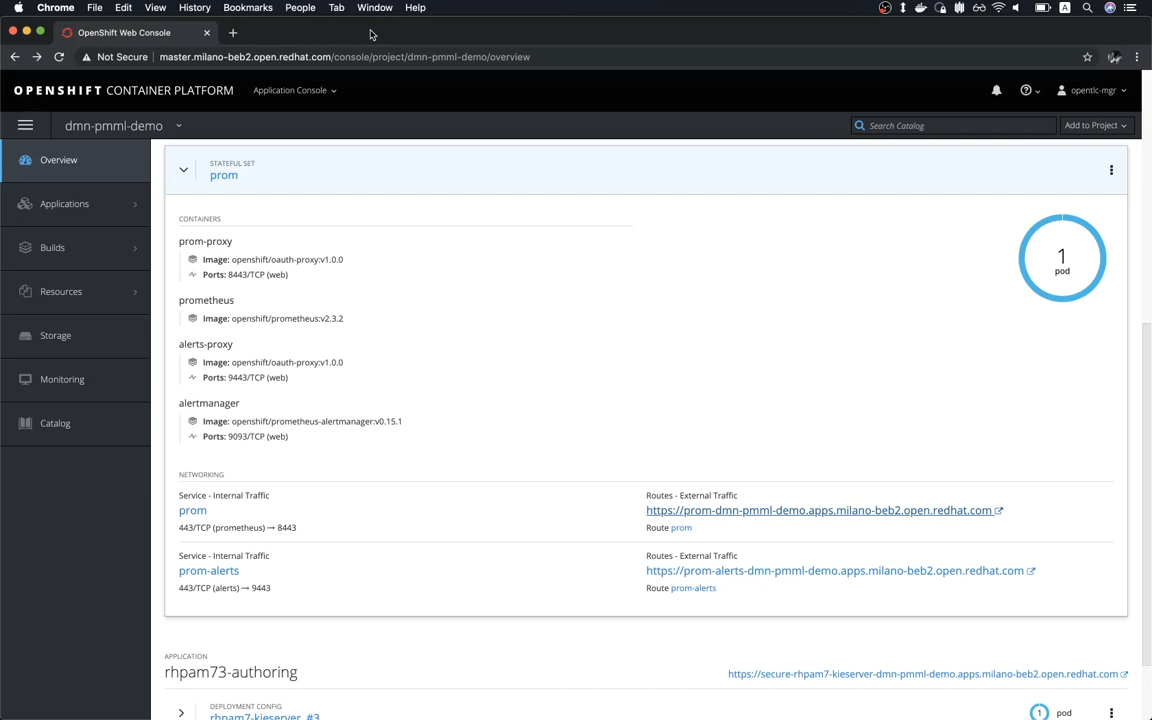 Chrome File Edit View History Bookmarks People Tab Window Help
A
OpenShift Web Console
Not Secure master.milano-beb2.open.redhat.com/console/project/dmn-pmml-demo/overview
OPENSHIFT CONTAINER PLATFORM
Application Console
opentlc-mgr
dmn-pmml-demo
Search Catalog
Add to Project
Overview
Applications
Builds
Resources
Storage
Monitoring
Catalog
STATEFUL SET
prom
CONTAINERS
prom-proxy
Image: openshift/oauth-proxy:v1.0.0
Ports: 8443/TCP (web)
prometheus
Image: openshift/prometheus:v2.3.2
alerts-proxy
Image: openshift/oauth-proxy:v1.0.0
Ports: 9443/TCP (web)
alertmanager
Image: openshift/prometheus-alertmanager:v0.15.1
Ports: 9093/TCP (web)
1
pod
NETWORKING
Service - Internal Traffic
prom
443/TCP (prometheus) → 8443
Routes - External Traffic
https://prom-dmn-pmml-demo.apps.milano-beb2.open.redhat.com
Route prom
Service - Internal Traffic
prom-alerts
443/TCP (alerts) → 9443
Routes - External Traffic
https://prom-alerts-dmn-pmml-demo.apps.milano-beb2.open.redhat.com
Route prom-alerts
APPLICATION
rhpam73-authoring
https://secure-rhpam7-kieserver-dmn-pmml-demo.apps.milano-beb2.open.redhat.com
DEPLOYMENT CONFIG
rhpam7-kieserver, #3
1 pod